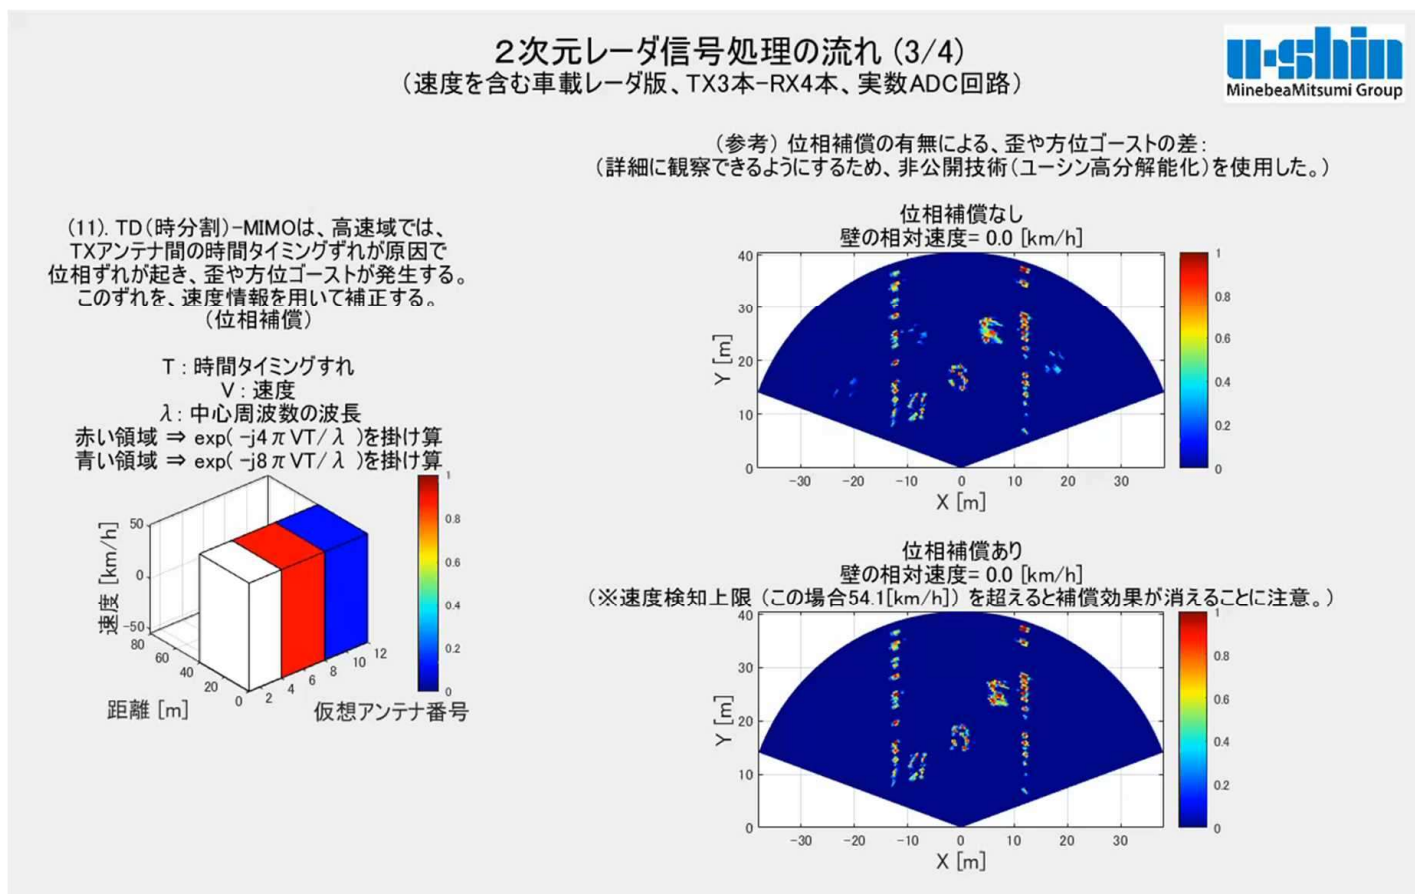 ２次元レーダ信号処理の流れ (3/4)
（速度を含む車載レーダ版、TX3本-RX4本、実数ADC回路）
u-shin
MinebeaMitsumi Group
(11). TD（時分割）-MIMOは、高速域では、
TXアンテナ間の時間タイミングずれが原因で
位相ずれが起き、歪や方位ゴーストが発生する。
このずれを、速度情報を用いて補正する。
（位相補償）
T : 時間タイミングすれ
V : 速度
λ : 中心周波数の波長
赤い領域 ⇒ exp( -j4πVT/λ )を掛け算
青い領域 ⇒ exp( -j8πVT/λ )を掛け算
速度 [km/h]
50
0
-50
80
60
40
20
0
距離 [m]
2
4
6
8
10
12
仮想アンテナ番号
1
0.8
0.6
0.4
0.2
0
（参考）位相補償の有無による、歪や方位ゴーストの差：
（詳細に観察できるようにするため、非公開技術（ユーシン高分解能化）を使用した。）
位相補償なし
壁の相対速度= 0.0 [km/h]
Y [m]
40
30
20
10
0
-30
-20
-10
0
10
20
30
X [m]
1
0.8
0.6
0.4
0.2
0
位相補償あり
壁の相対速度= 0.0 [km/h]
（※速度検知上限（この場合54.1[km/h]）を超えると補償効果が消えることに注意。）
Y [m]
40
30
20
10
0
-30
-20
-10
0
10
20
30
X [m]
1
0.8
0.6
0.4
0.2
0